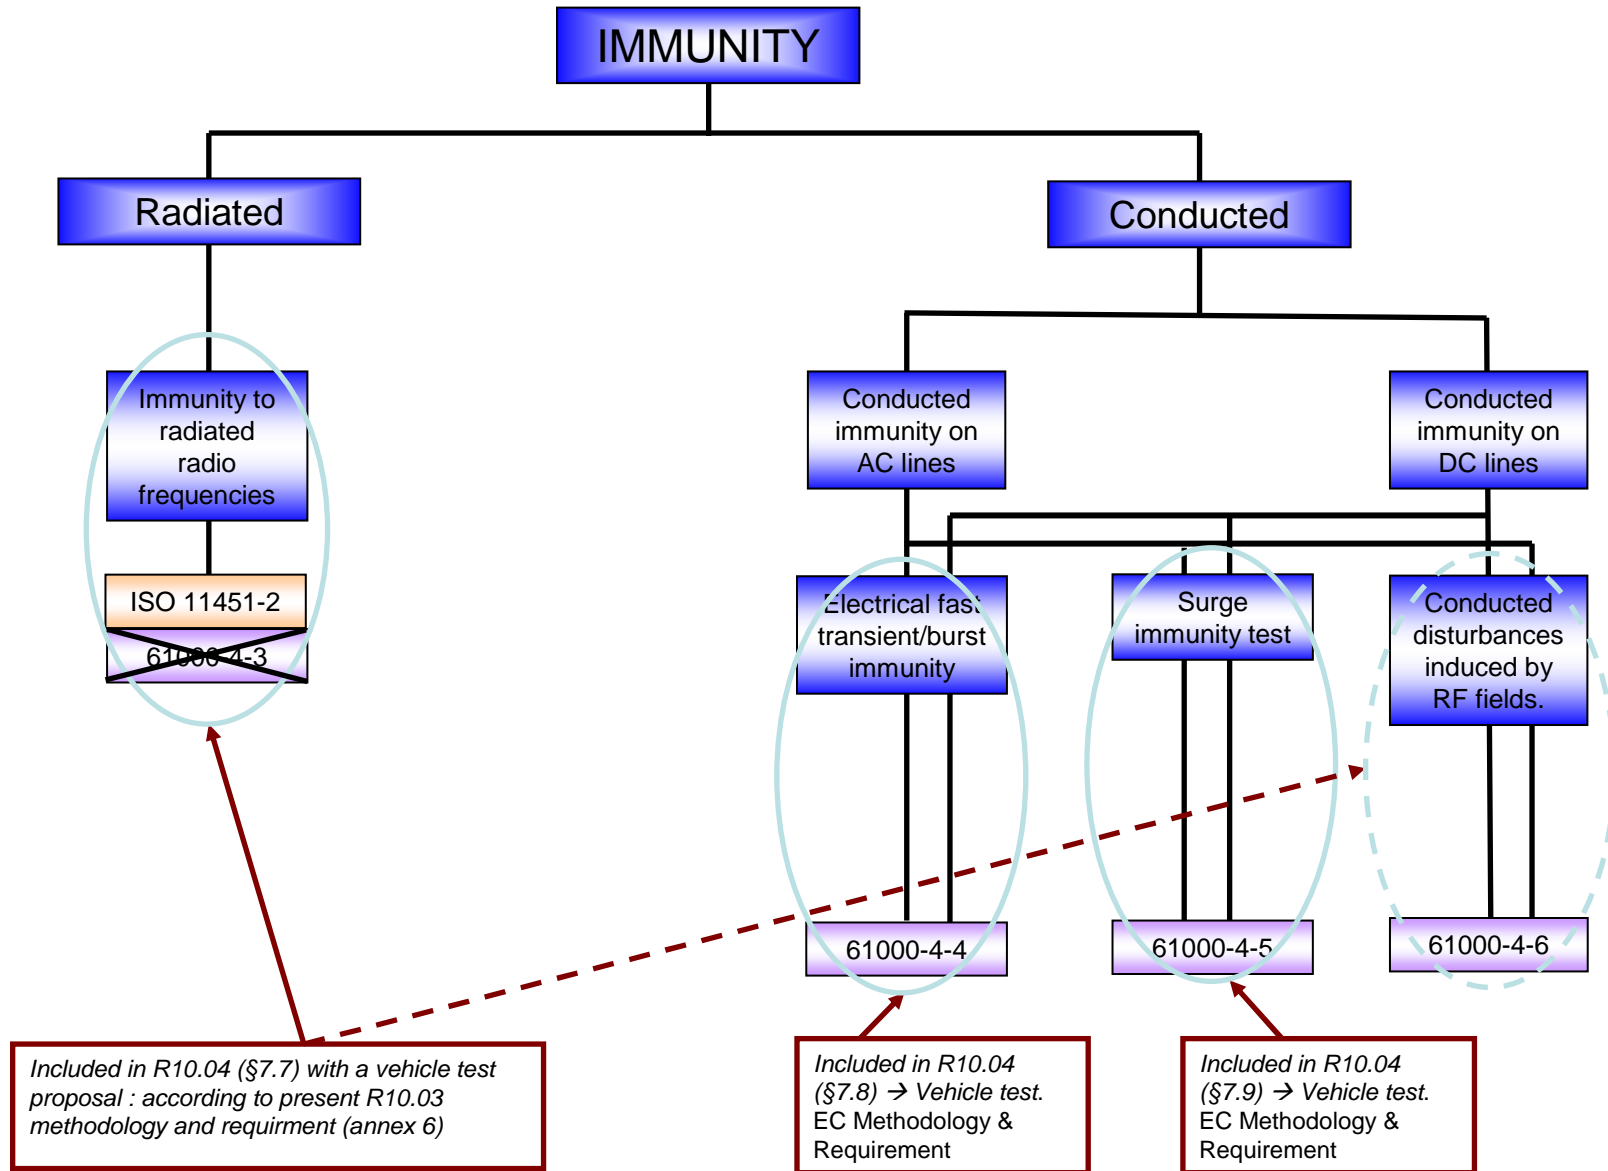 IMMUNITY
Radiated
Conducted
Immunity to
radiated
radio
frequencies
ISO 11451-2
61000-4-3
Conducted
immunity on
AC lines
Conducted
immunity on
DC lines
Electrical fast
transient/burst
immunity
Surge
immunity test
Conducted
disturbances
induced by
RF fields.
61000-4-4
61000-4-5
61000-4-6
Included in R10.04 (§7.7) with a vehicle test
proposal : according to present R10.03
methodology and requirment (annex 6)
Included in R10.04
(§7.8) → Vehicle test.
EC Methodology &
Requirement
Included in R10.04
(§7.9) → Vehicle test.
EC Methodology &
Requirement